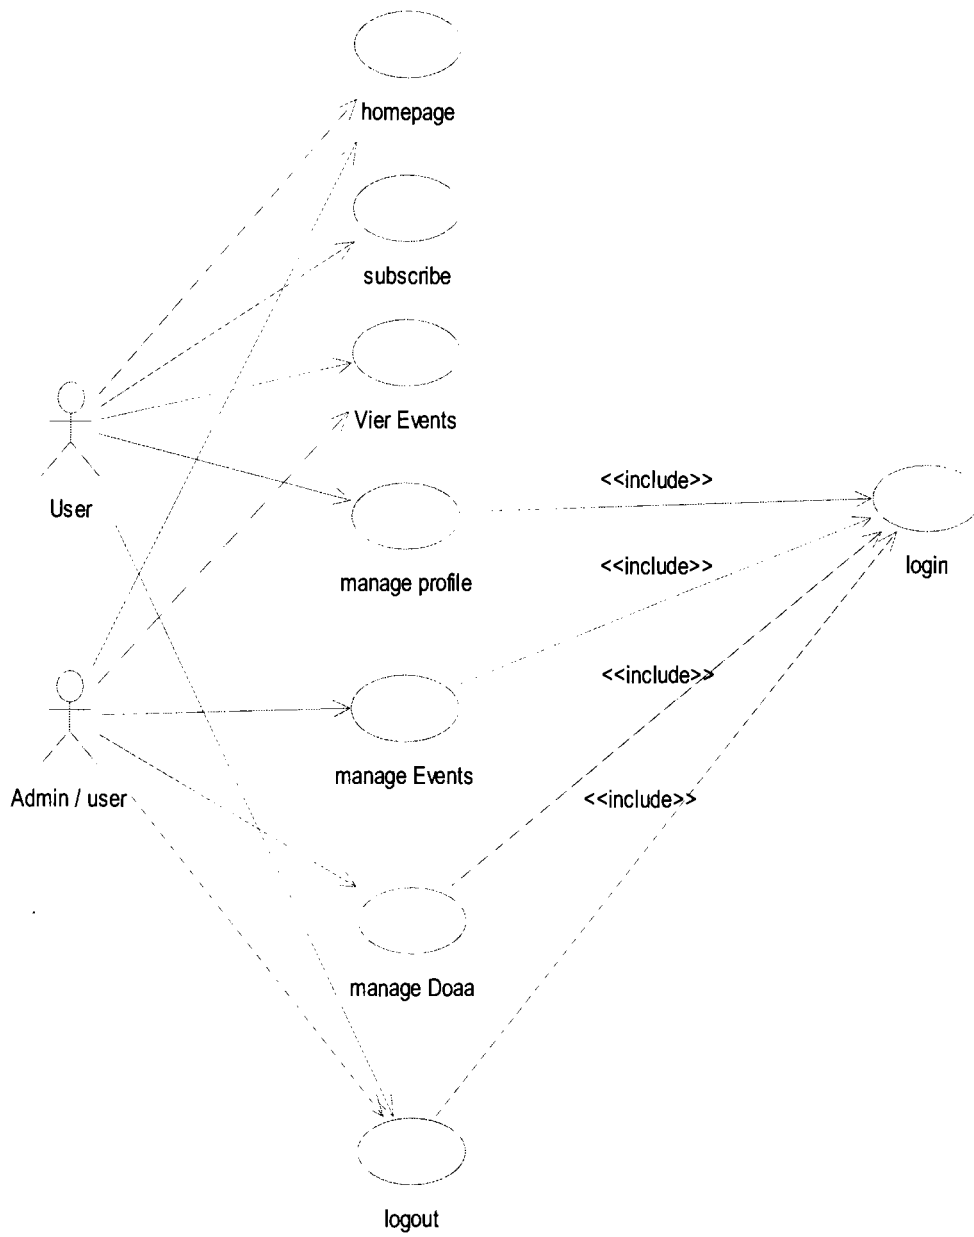 homepage
subscribe
Vier Events
User
<<include>>
manage profile
<<include>>
login
<<include>>
manage Events
Admin / user
<<include>>
manage Doaa
logout